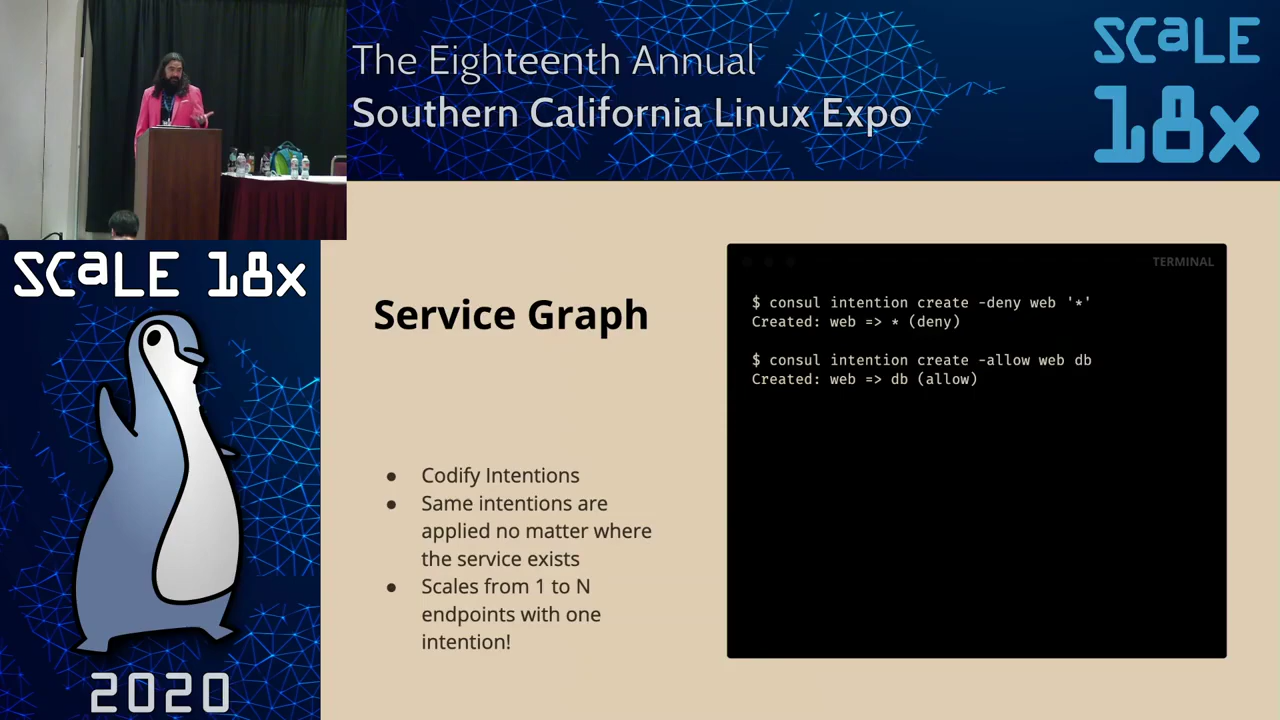 The Eighteenth Annual
Southern California Linux Expo
SCaLE
18x
SCaLE 18x
2020
Service Graph
● Codify Intentions
● Same intentions are
applied no matter where
the service exists
● Scales from 1 to N
endpoints with one
intention!
TERMINAL
$ consul intention create -deny web '*'
Created: web => * (deny)
$ consul intention create -allow web db
Created: web => db (allow)